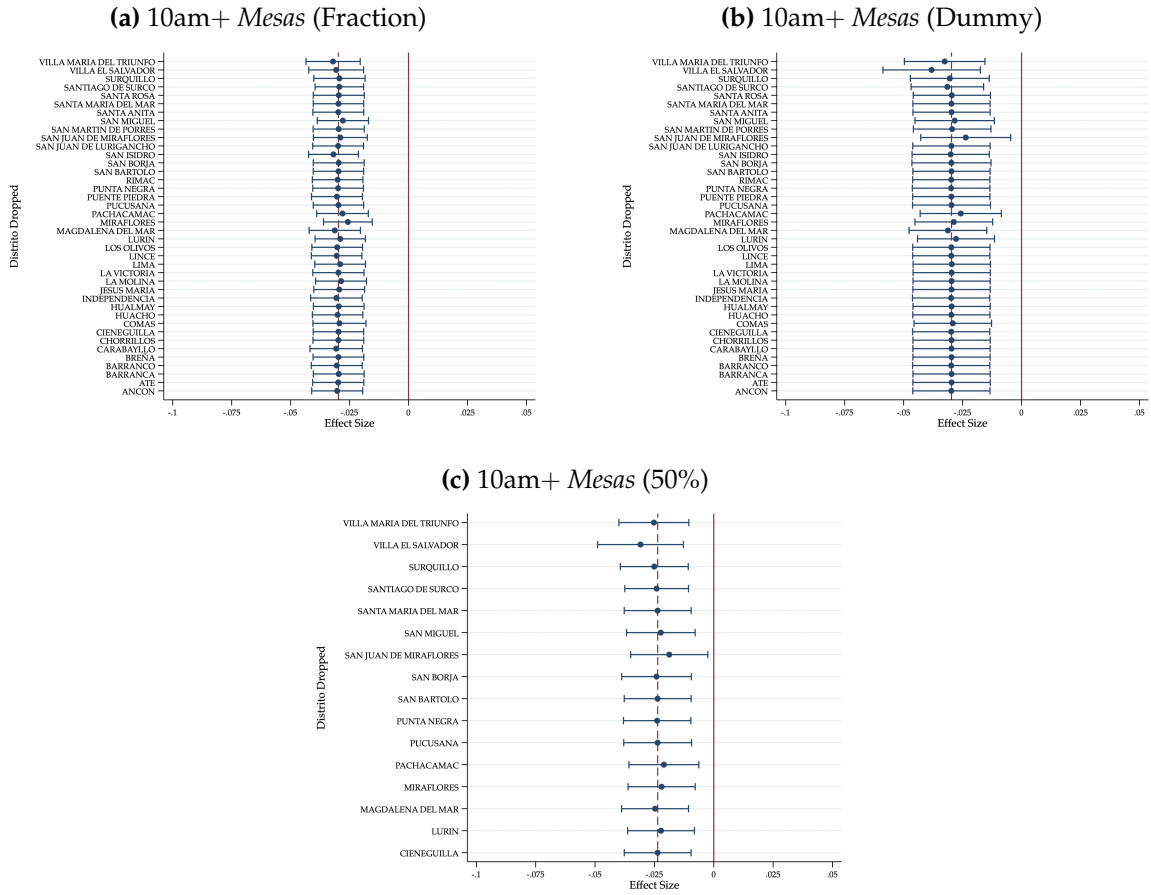 (a) 10am+ Mesas (Fraction)
Distrito Dropped
VILLA MARIA DEL TRIUNFO
VILLA EL SALVADOR
SURQUILLO
SANTIAGO DE SURCO
SANTA ROSA
SANTA MARIA DEL MAR
SANTA ANITA
SAN MIGUEL
SAN MARTIN DE PORRES
SAN JUAN DE MIRAFLORES
SAN JUAN DE LURIGANCHO
SAN ISIDRO
SAN BORJA
SAN BARTOLO
RIMAC
PUNTA NEGRA
PUENTE PIEDRA
PUCUSANA
PACHACAMAC
MIRAFLORES
MAGDALENA DEL MAR
LURIN
LOS OLIVOS
LINCE
LIMA
LA VICTORIA
LA MOLINA
JESUS MARIA
INDEPENDENCIA
HUALMAY
HUACHO
COMAS
CIENEGUILLA
CHORRILLOS
CARABAYLLO
BREÑA
BARRANCO
BARRANCA
ATE
ANCON
-.1 -.075 -.05 -.025 0 .05
Effect Size
(b) 10am+ Mesas (Dummy)
Distrito Dropped
VILLA MARIA DEL TRIUNFO
VILLA EL SALVADOR
SURQUILLO
SANTIAGO DE SURCO
SANTA ROSA
SANTA MARIA DEL MAR
SANTA ANITA
SAN MIGUEL
SAN MARTIN DE PORRES
SAN JUAN DE MIRAFLORES
SAN JUAN DE LURIGANCHO
SAN ISIDRO
SAN BORJA
SAN BARTOLO
RIMAC
PUNTA NEGRA
PUENTE PIEDRA
PUCUSANA
PACHACAMAC
MIRAFLORES
MAGDALENA DEL MAR
LURIN
LOS OLIVOS
LINCE
LIMA
LA VICTORIA
LA MOLINA
JESUS MARIA
INDEPENDENCIA
HUALMAY
HUACHO
COMAS
CIENEGUILLA
CHORRILLOS
CARABAYLLO
BREÑA
BARRANCO
BARRANCA
ATE
ANCON
-.1 -.075 -.05 -.025 0 .05
Effect Size
(c) 10am+ Mesas (50%)
Distrito Dropped
VILLA MARIA DEL TRIUNFO
VILLA EL SALVADOR
SURQUILLO
SANTIAGO DE SURCO
SANTA MARIA DEL MAR
SAN MIGUEL
SAN JUAN DE MIRAFLORES
SAN BORJA
SAN BARTOLO
PUNTA NEGRA
PUCUSANA
PACHACAMAC
MIRAFLORES
MAGDALENA DEL MAR
LURIN
CIENEGUILLA
-.1 -.05 -.025 0 .05
Effect Size